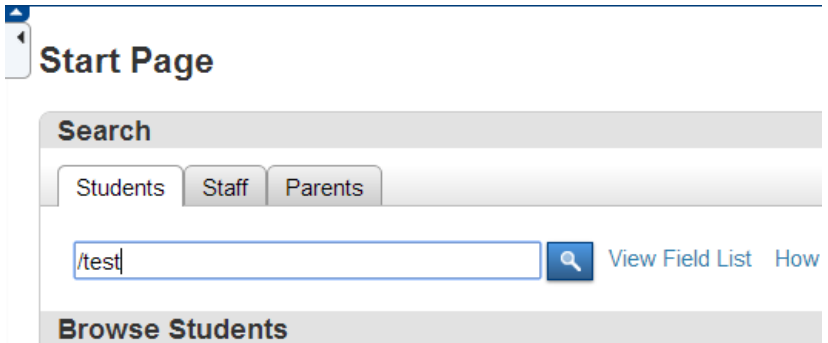 Start Page
Search
Students Staff Parents
/test View Field List How
Browse Students